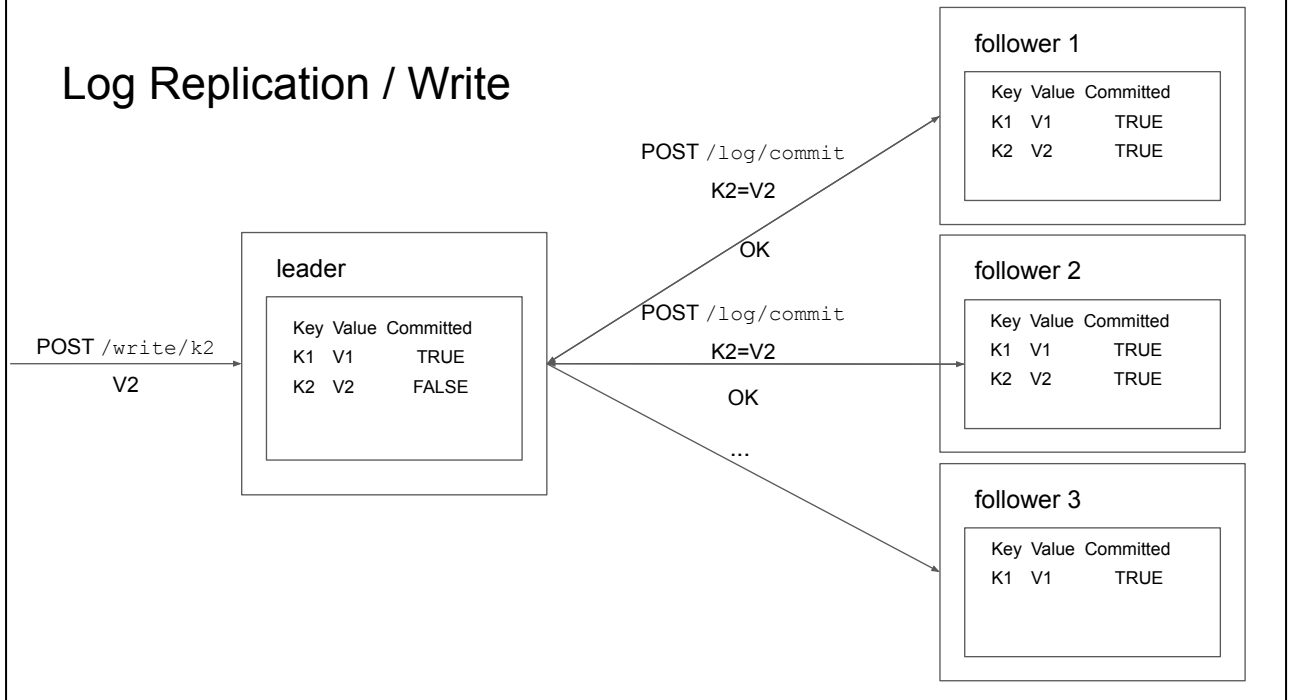 Log Replication / Write
POST /write/k2
V2
leader
Key Value Committed
K1 V1 TRUE
K2 V2 FALSE
POST /log/commit
K2=V2
OK
POST /log/commit
K2=V2
OK
...
follower 1
Key Value Committed
K1 V1 TRUE
K2 V2 TRUE
follower 2
Key Value Committed
K1 V1 TRUE
K2 V2 TRUE
follower 3
Key Value Committed
K1 V1 TRUE